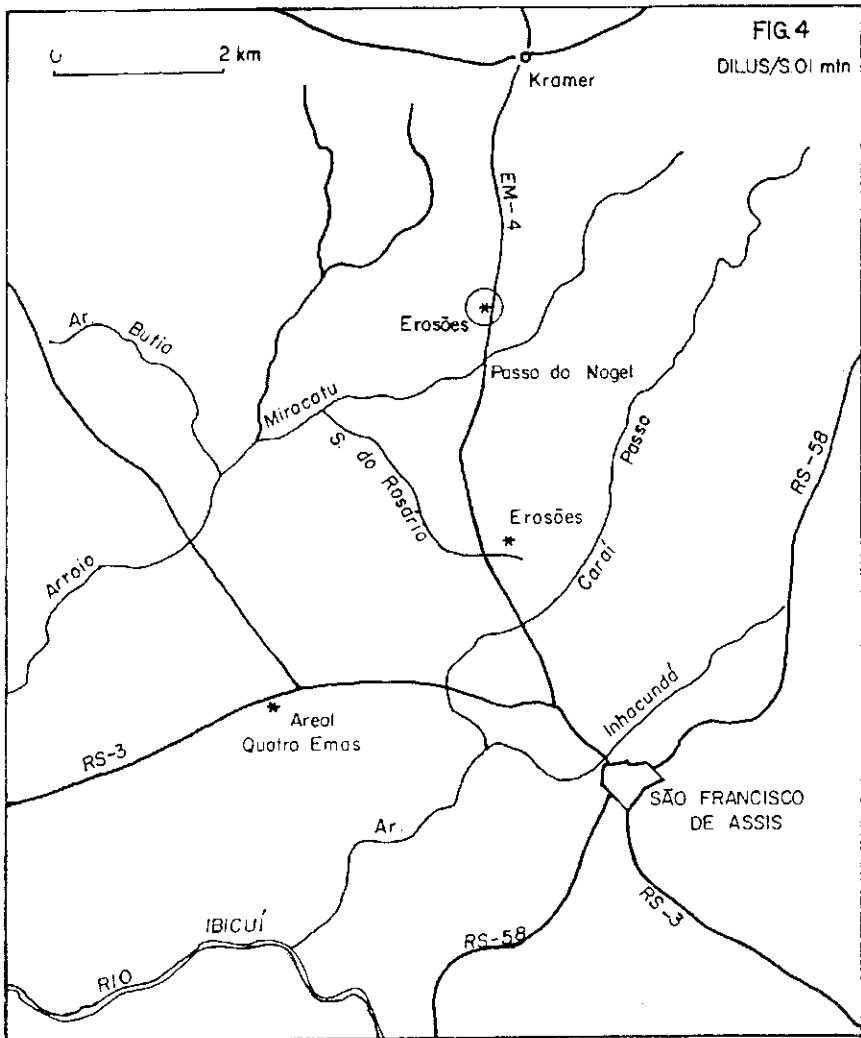 FIG.4
DILUS/S.01 mtn
0 2 km
Kramer
EM-4
Erosões
Ar. Butia
Passo do Nogel
Miracatu
S. do Rosário
Passo
RS-58
Erosões
Caraí
Arroio
Inhacundá
Areal
Quatro Emas
RS-3
SÃO FRANCISCO
DE ASSIS
Ar.
IBICUÍ
RS-58
RS-3
RIO